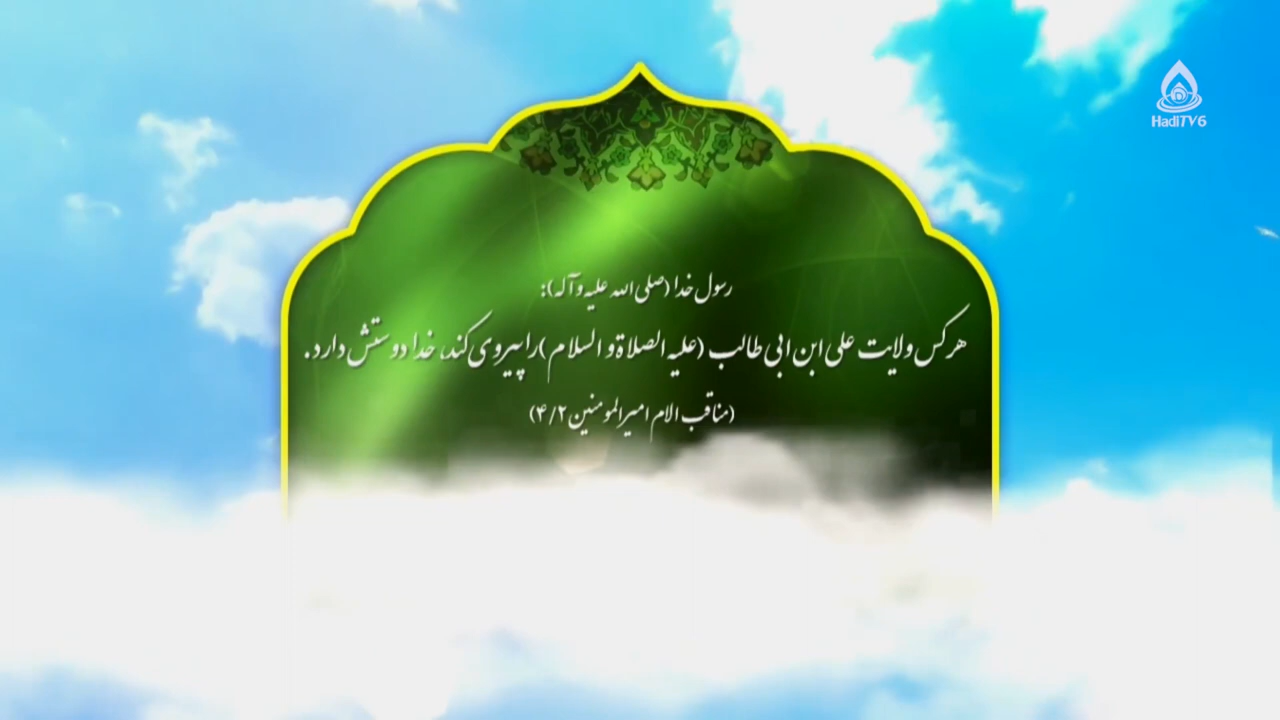 HadiTV6
رسول خدا (صلی الله علیه و آله):
هر کس ولایت علی ابن ابی طالب (علیه الصلاة و السلام) را پیروی کند، خدا دوستش دارد.
(مناقب الام امیرالمومنین ۴/۲)